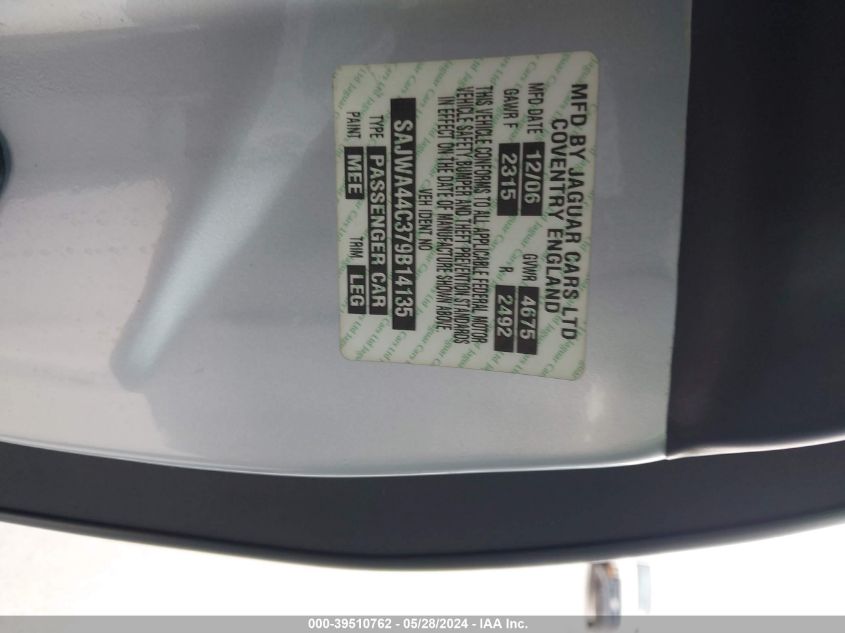 MFD BY JAGUAR CARS LTD
COVENTRY ENGLAND
MFD DATE 12/06 GVWR 4675
GAWR F 2315 R 2492
THIS VEHICLE CONFORMS TO ALL APPLICABLE FEDERAL MOTOR
VEHICLE SAFETY BUMPER AND THEFT PREVENTION STANDARDS
IN EFFECT ON THE DATE OF MANUFACTURE SHOWN ABOVE.
VEH IDENT NO
SAJWA44C379B14135
TYPE PASSENGER CAR
PAINT MEE TRIM LEG
000-39510762 - 05/28/2024 - IAA Inc.